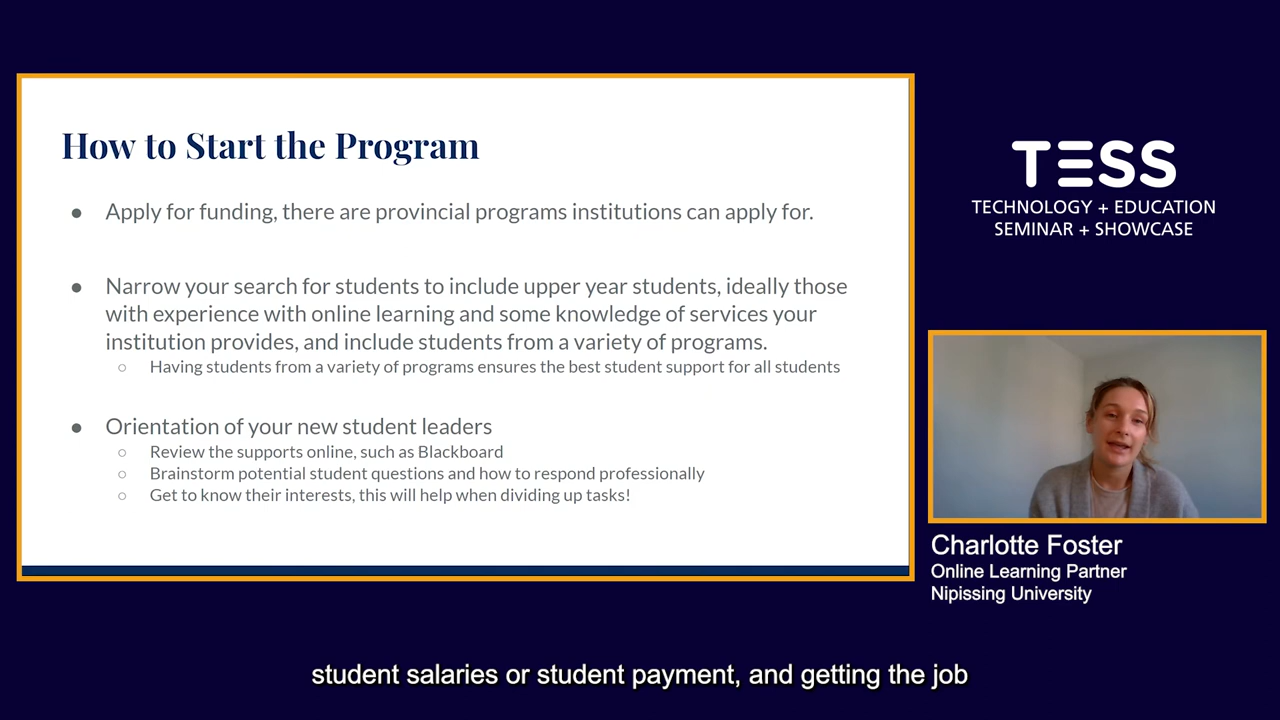 How to Start the Program
● Apply for funding, there are provincial programs institutions can apply for.
● Narrow your search for students to include upper year students, ideally those
with experience with online learning and some knowledge of services your
institution provides, and include students from a variety of programs.
○ Having students from a variety of programs ensures the best student support for all students
● Orientation of your new student leaders
○ Review the supports online, such as Blackboard
○ Brainstorm potential student questions and how to respond professionally
○ Get to know their interests, this will help when dividing up tasks!
TESS
TECHNOLOGY + EDUCATION
SEMINAR + SHOWCASE
Charlotte Foster
Online Learning Partner
Nipissing University
student salaries or student payment, and getting the job